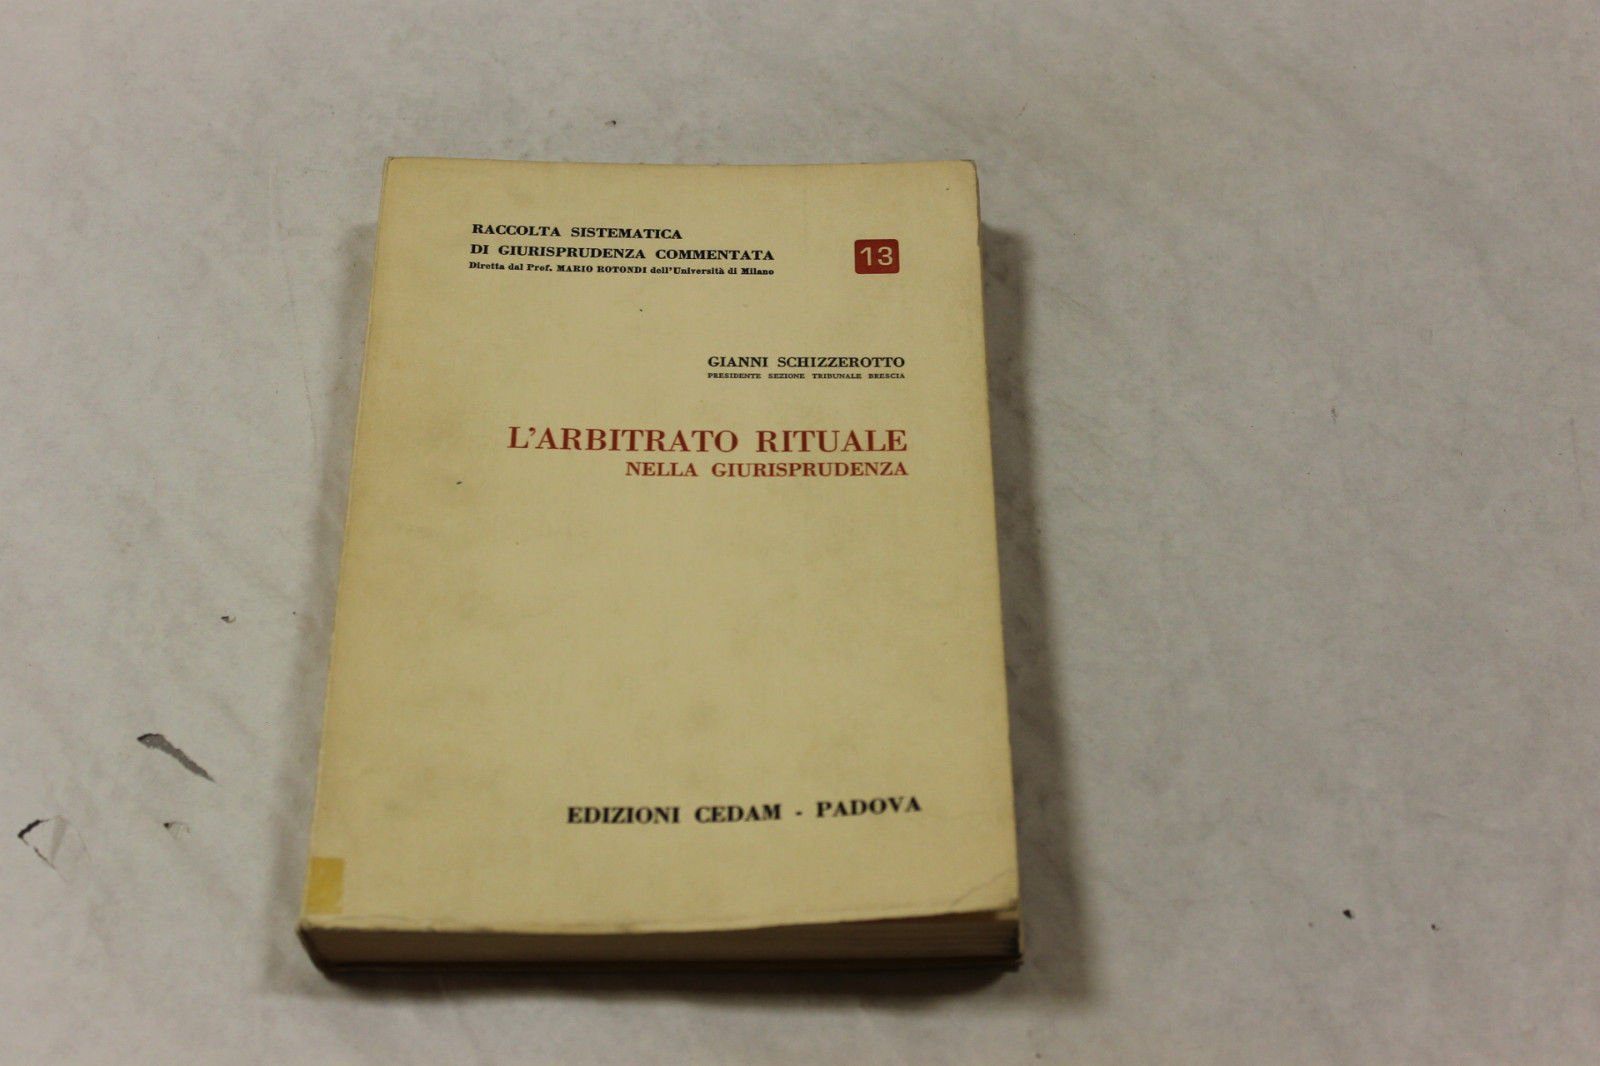 RACCOLTA SISTEMATICA
DI GIURISPRUDENZA COMMENTATA
Diretta dal Prof. MARIO ROTONDI dell'Università di Milano
13
GIANNI SCHIZZEROTTO
PRESIDENTE SEZIONE TRIBUNALE BRESCIA
L'ARBITRATO RITUALE
NELLA GIURISPRUDENZA
EDIZIONI CEDAM - PADOVA